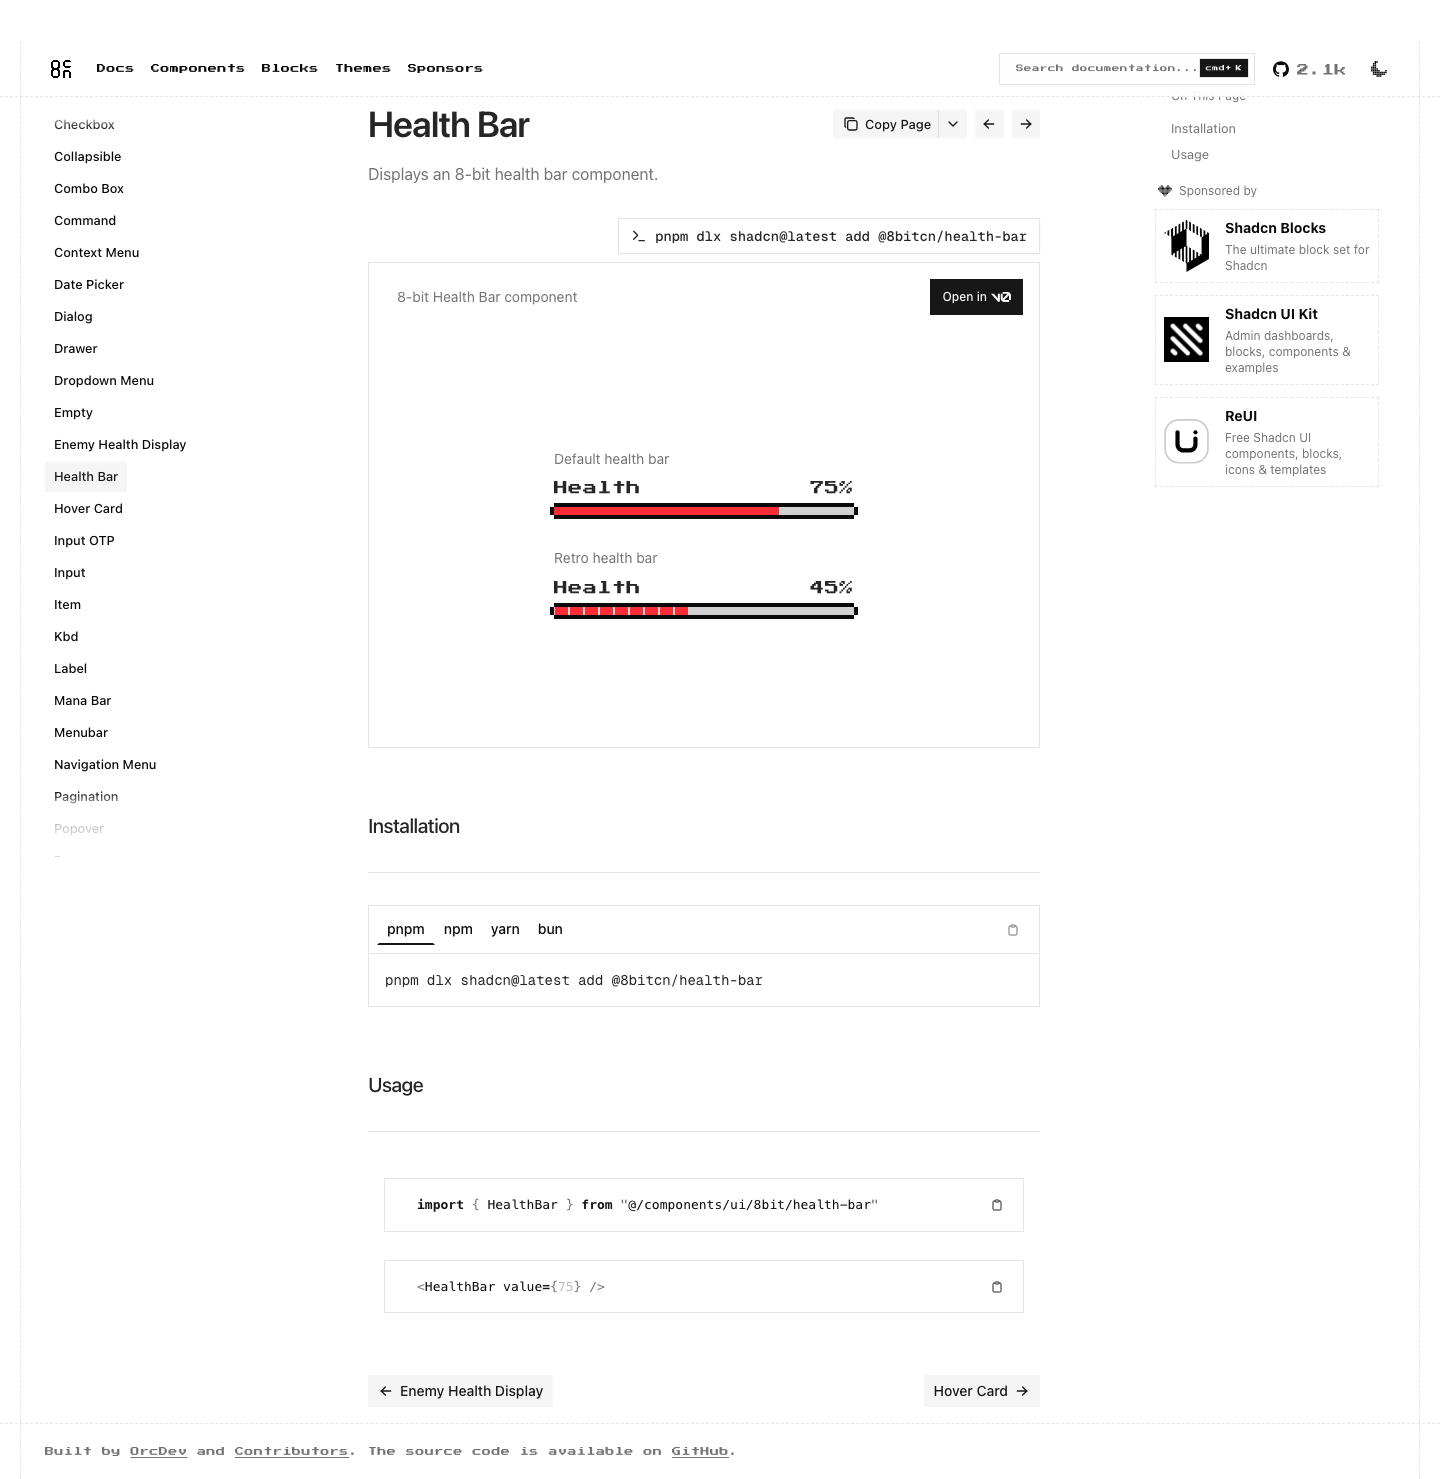 Docs Components Blocks Themes Sponsors
Search documentation... cmd+ K
2.1k
Checkbox
Collapsible
Combo Box
Command
Context Menu
Date Picker
Dialog
Drawer
Dropdown Menu
Empty
Enemy Health Display
Health Bar
Hover Card
Input OTP
Input
Item
Kbd
Label
Mana Bar
Menubar
Navigation Menu
Pagination
Popover
Health Bar
Copy Page
Displays an 8-bit health bar component.
pnpm dlx shadcn@latest add @8bitcn/health-bar
8-bit Health Bar component
Open in v0
Default health bar
Health 75%
Retro health bar
Health 45%
Installation
pnpm npm yarn bun
pnpm dlx shadcn@latest add @8bitcn/health-bar
Usage
import { HealthBar } from "@/components/ui/8bit/health-bar"
<HealthBar value={75} />
Enemy Health Display
Hover Card
On This Page
Installation
Usage
Sponsored by
Shadcn Blocks
The ultimate block set for
Shadcn
Shadcn UI Kit
Admin dashboards,
blocks, components &
examples
ReUI
Free Shadcn UI
components, blocks,
icons & templates
Built by OrcDev and Contributors. The source code is available on GitHub.